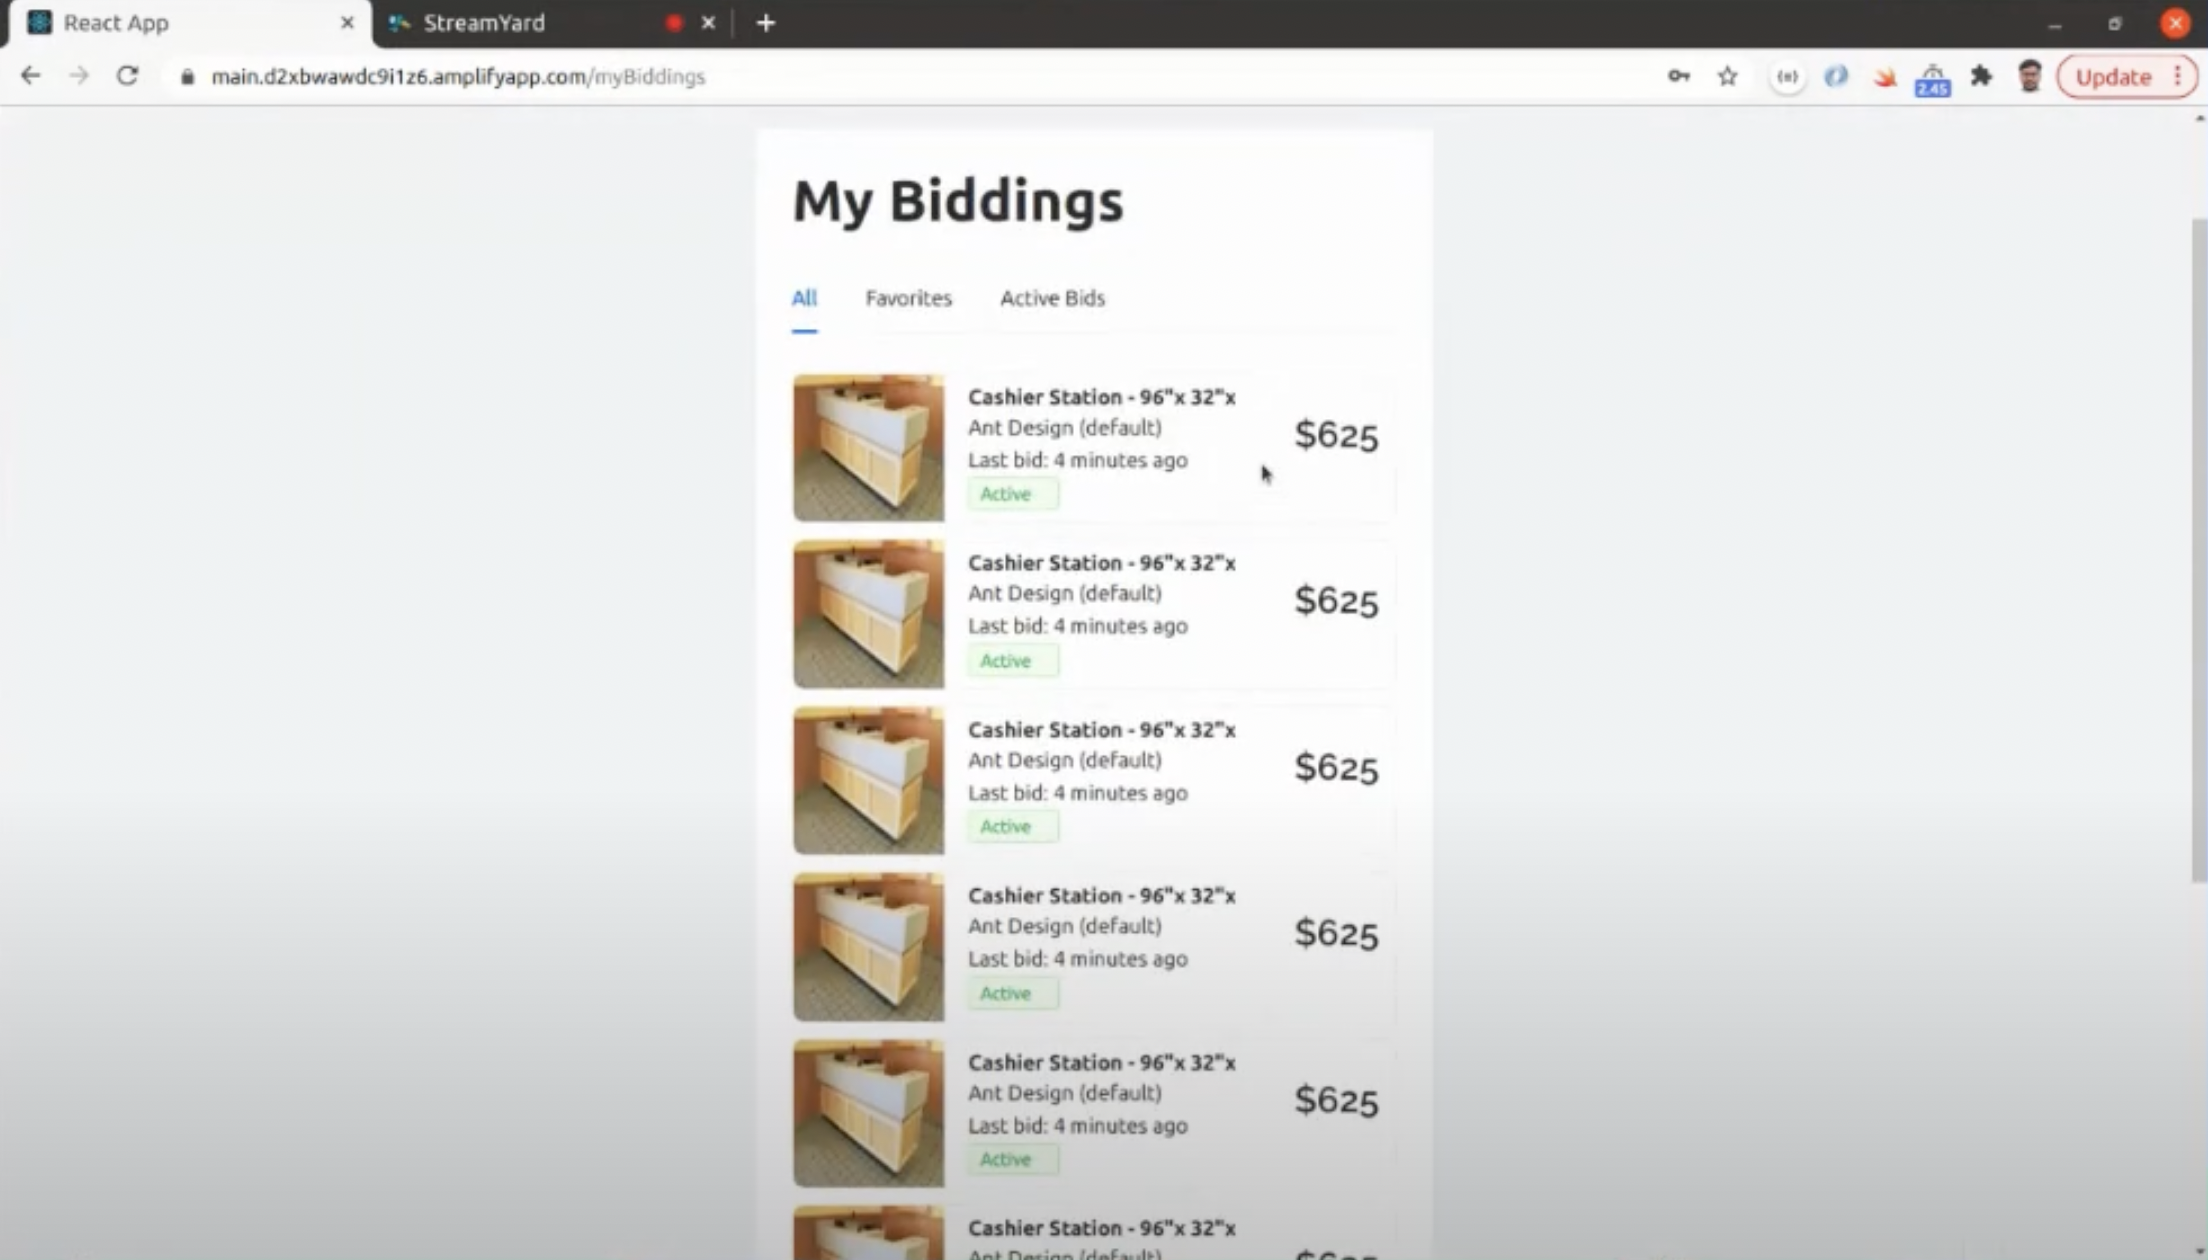 React App
StreamYard
main.d2xbwawdc9i1z6.amplifyapp.com/myBiddings
2.45
Update
My Biddings
All Favorites Active Bids
Cashier Station - 96"x 32"x
Ant Design (default)
Last bid: 4 minutes ago
Active
$625
Cashier Station - 96"x 32"x
Ant Design (default)
Last bid: 4 minutes ago
Active
$625
Cashier Station - 96"x 32"x
Ant Design (default)
Last bid: 4 minutes ago
Active
$625
Cashier Station - 96"x 32"x
Ant Design (default)
Last bid: 4 minutes ago
Active
$625
Cashier Station - 96"x 32"x
Ant Design (default)
Last bid: 4 minutes ago
Active
$625
Cashier Station - 96"x 32"x
Ant Design (default)